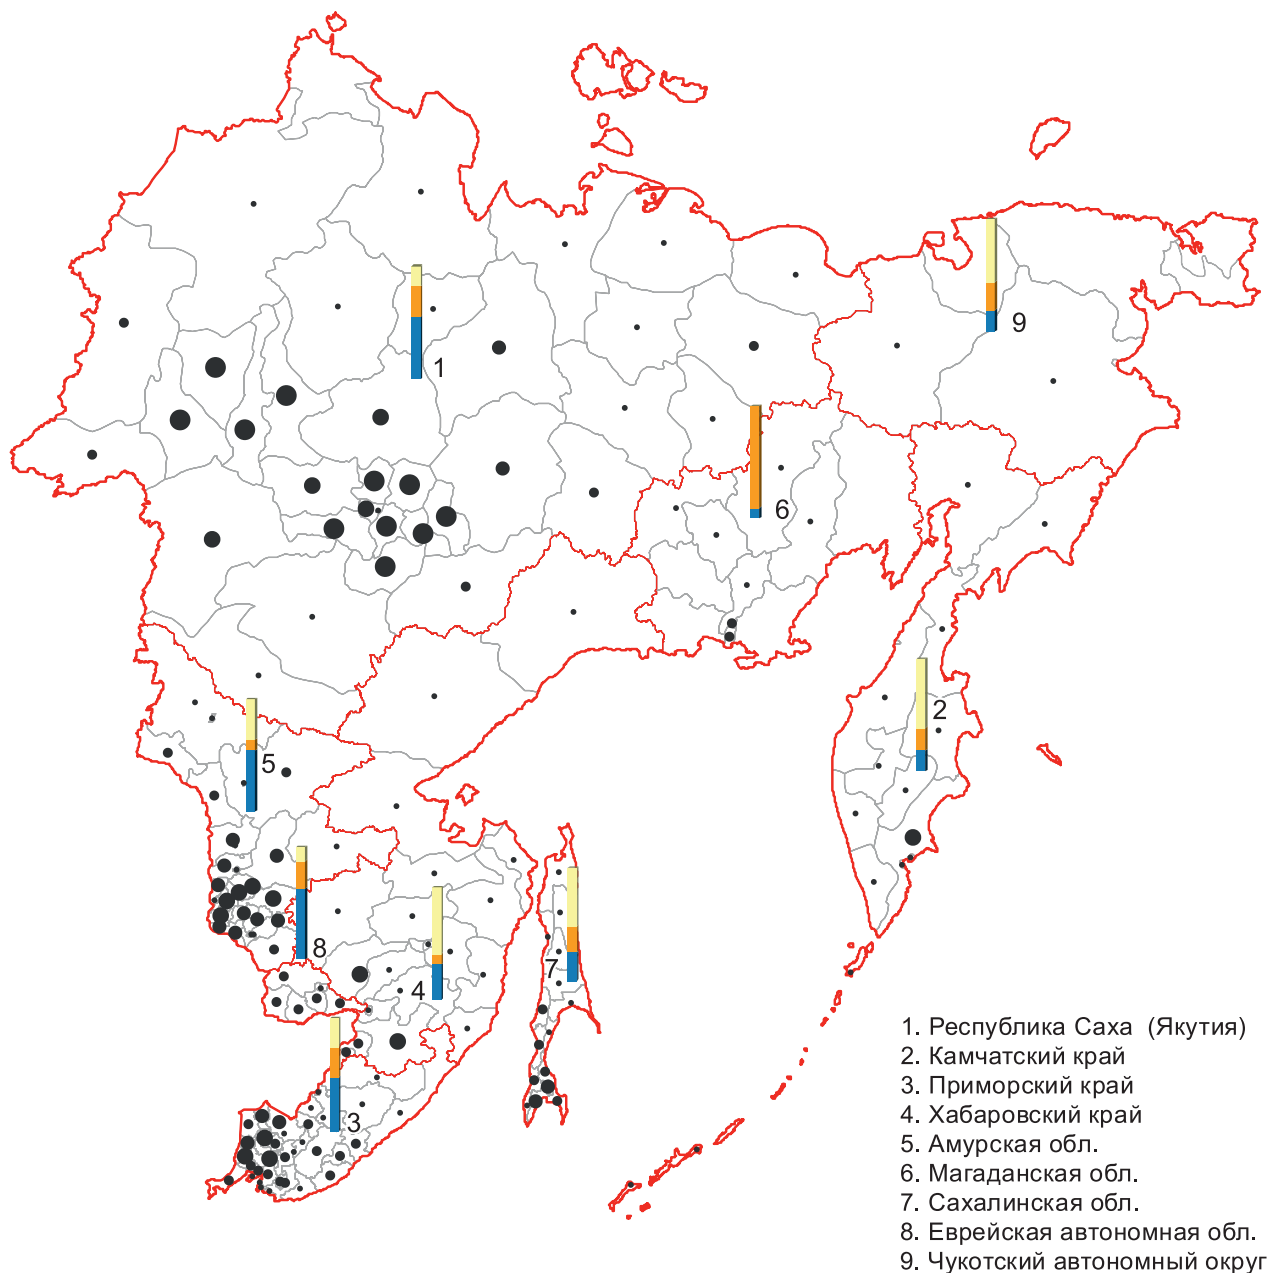 1
9
6
2
5
8
7
4
3
1. Республика Саха (Якутия)
2. Камчатский край
3. Приморский край
4. Хабаровский край
5. Амурская обл.
6. Магаданская обл.
7. Сахалинская обл.
8. Еврейская автономная обл.
9. Чукотский автономный округ